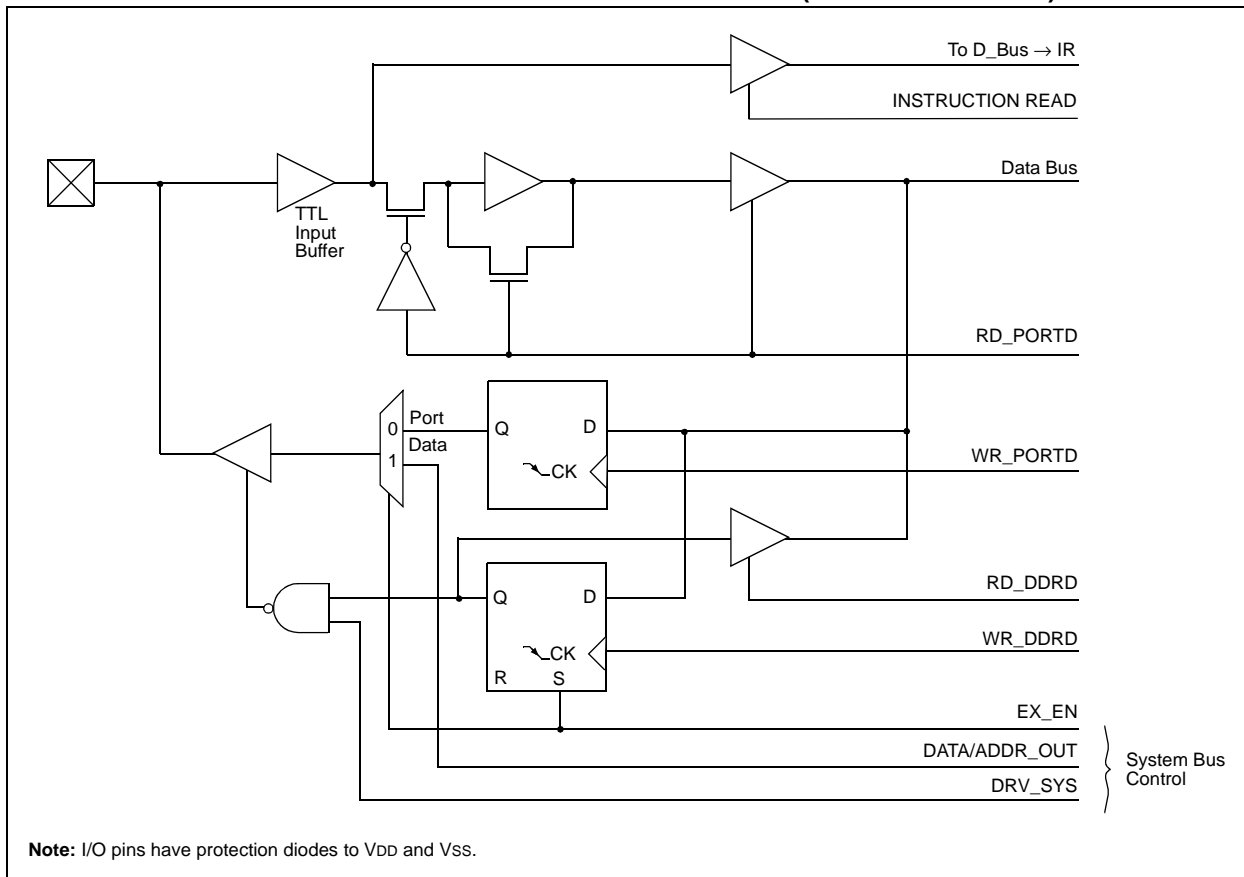 To D_Bus → IR
INSTRUCTION READ
Data Bus
TTL
Input
Buffer
RD_PORTD
Port
0
Q
D
Data
1
CK
WR_PORTD
RD_DDRD
Q
D
WR_DDRD
CK
R
S
EX_EN
DATA/ADDR_OUT
System Bus
Control
DRV_SYS
Note: I/O pins have protection diodes to VDD and VSS.